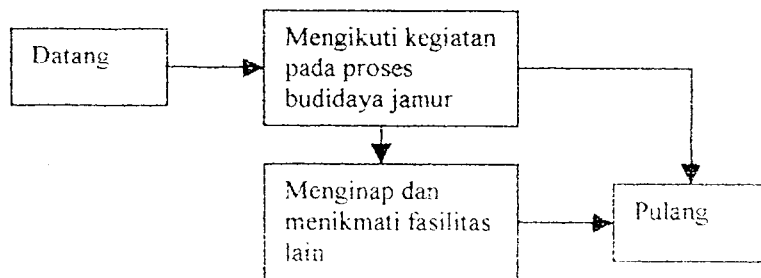 Datang
Mengikuti kegiatan
pada proses
budidaya jamur
Menginap dan
menikmati fasilitas
lain
Pulang